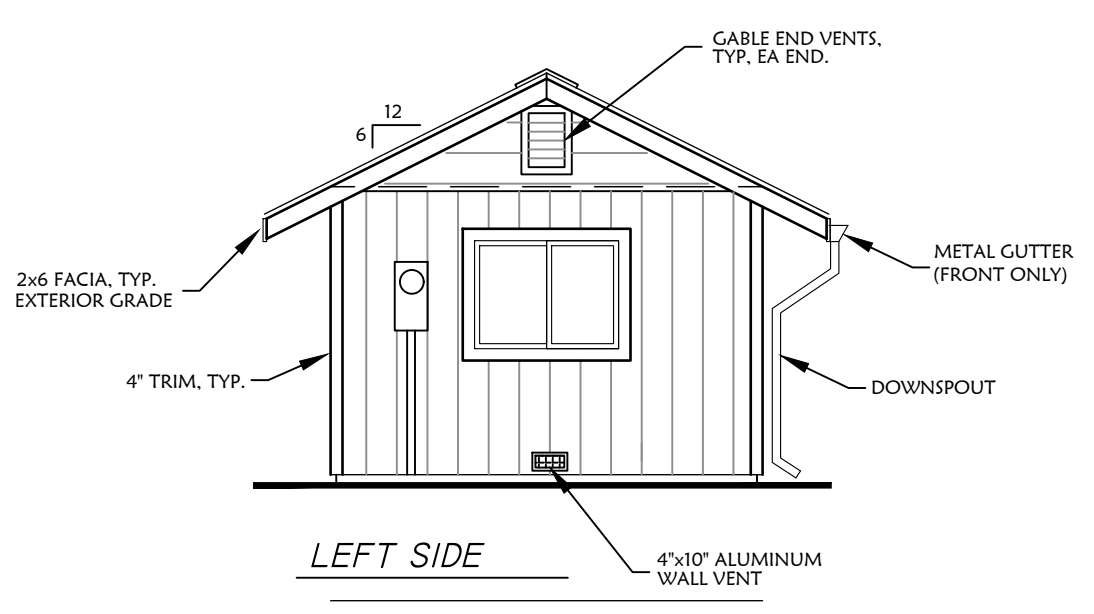 GABLE END VENTS,
TYP, EA END.
12
6
METAL GUTTER
(FRONT ONLY)
2x6 FACIA, TYP.
EXTERIOR GRADE
4" TRIM, TYP.
DOWNSPOUT
LEFT SIDE
4"x10" ALUMINUM
WALL VENT